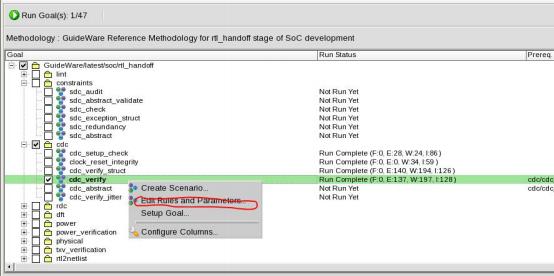 Run Goal(s): 1/47
Methodology : GuideWare Reference Methodology for rtl_handoff stage of SoC development
Goal Run Status Prereq.
GuideWare/latest/soc/rtl_handoff
lint
constraints
sdc_audit Not Run Yet
sdc_abstract_validate Not Run Yet
sdc_check Not Run Yet
sdc_exception_struct Not Run Yet
sdc_redundancy Not Run Yet
sdc_abstract Not Run Yet
cdc
cdc_setup_check Run Complete (F:0, E:28, W:24, I:86)
clock_reset_integrity Run Complete (F:0, E:0, W:34, I:59)
cdc_verify_struct Run Complete (F:0, E:140, W:194, I:126)
cdc_verify Run Complete (F:0, E:137, W:197, I:128) cdc/cdc
cdc_abstract Not Run Yet cdc/cdc
cdc_verify_jitter Not Run Yet
rdc
dft
power
power_verification
physical
txv_verification
rtl2netlist
Create Scenario...
Edit Rules and Parameters...
Setup Goal...
Configure Columns...